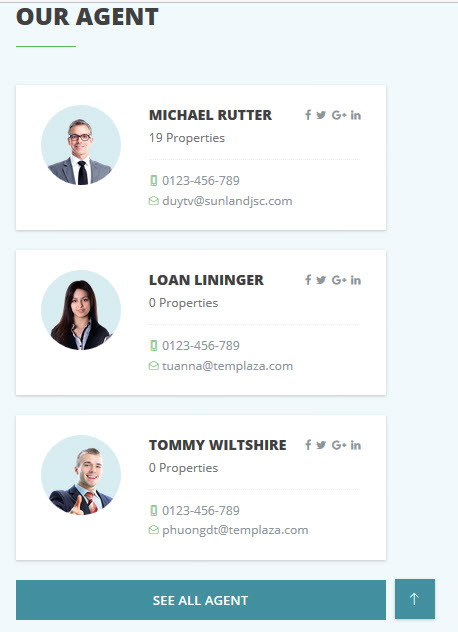 OUR AGENT
MICHAEL RUTTER
19 Properties
0123-456-789
duytv@sunlandjsc.com
LOAN LININGER
0 Properties
0123-456-789
tuanna@templaza.com
TOMMY WILTSHIRE
0 Properties
0123-456-789
phuongdt@templaza.com
SEE ALL AGENT